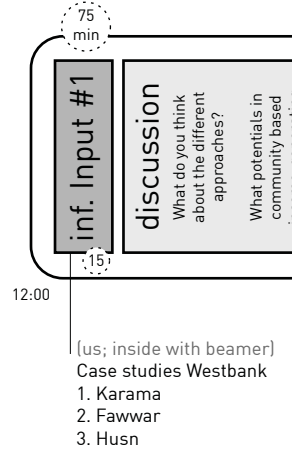 75
min
inf. Input #1
15
discussion
What do you think
about the different
approaches?
What potentials in
community based
12:00
(us; inside with beamer)
Case studies Westbank
1. Karama
2. Fawwar
3. Husn